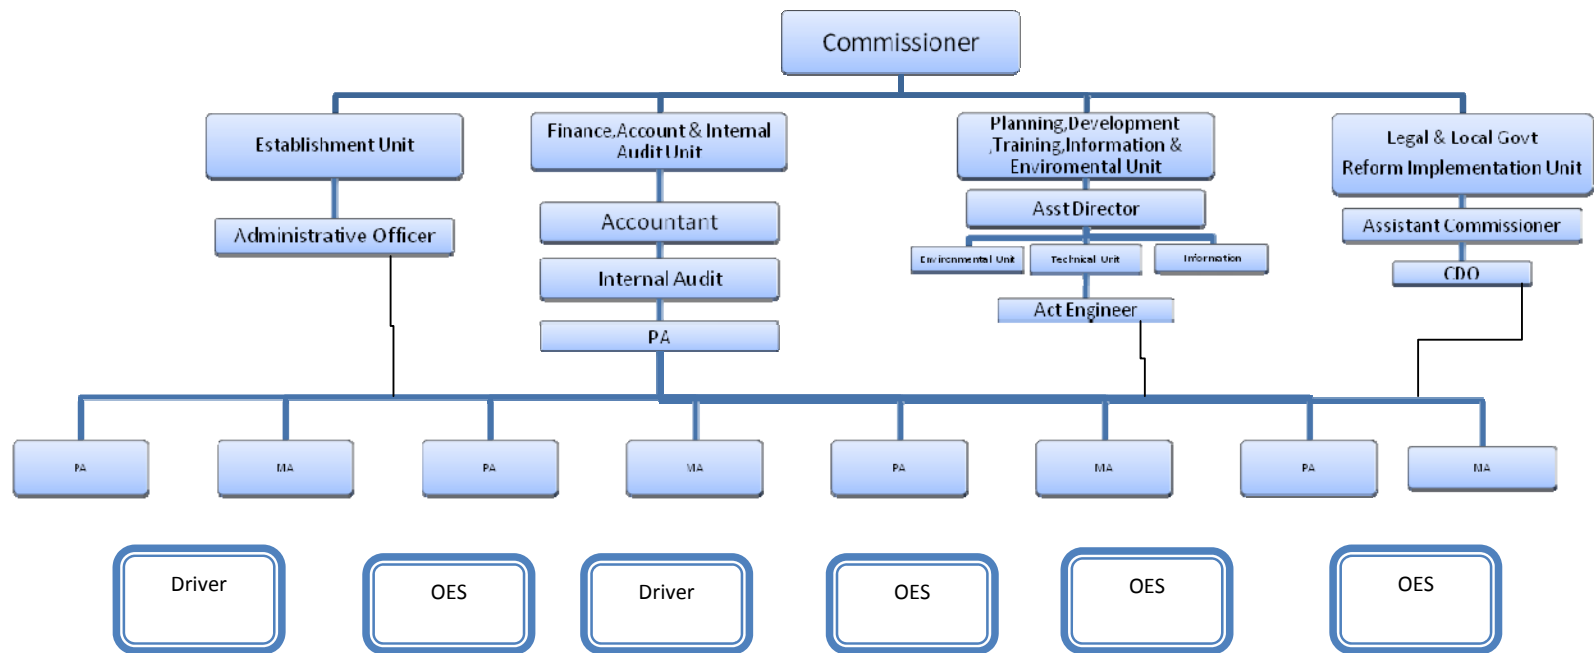 Commissioner
Establishment Unit
Finance,Account & Internal
Audit Unit
Planning,Development
,Training,Information &
Enviromental Unit
Legal & Local Govt
Reform Implementation Unit
Administrative Officer
Accountant
Asst Director
Assistant Commissioner
Environmental Unit
Technical Unit
Information
Internal Audit
CDO
Act Engineer
PA
PA
MA
PA
MA
PA
MA
PA
MA
Driver
OES
Driver
OES
OES
OES